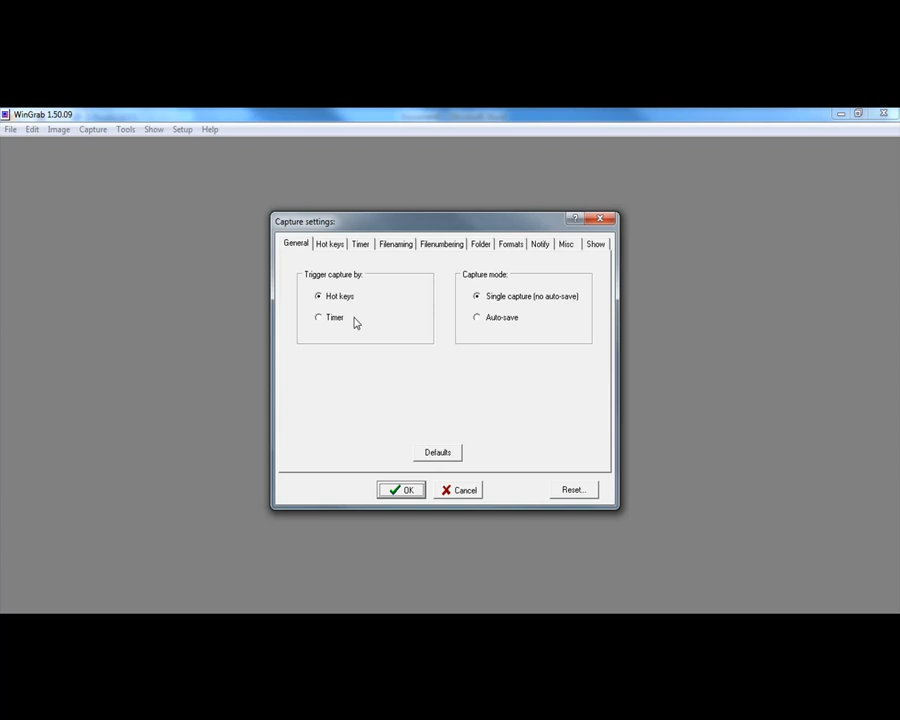 WinGrab 1.50.09
File Edit Image Capture Tools Show Setup Help
Capture settings:
General Hot keys Timer Filenaming Filenumbering Folder Formats Notify Misc Show
Trigger capture by: Capture mode:
Hot keys Single capture (no auto-save)
Timer Auto-save
Defaults
OK Cancel Reset...